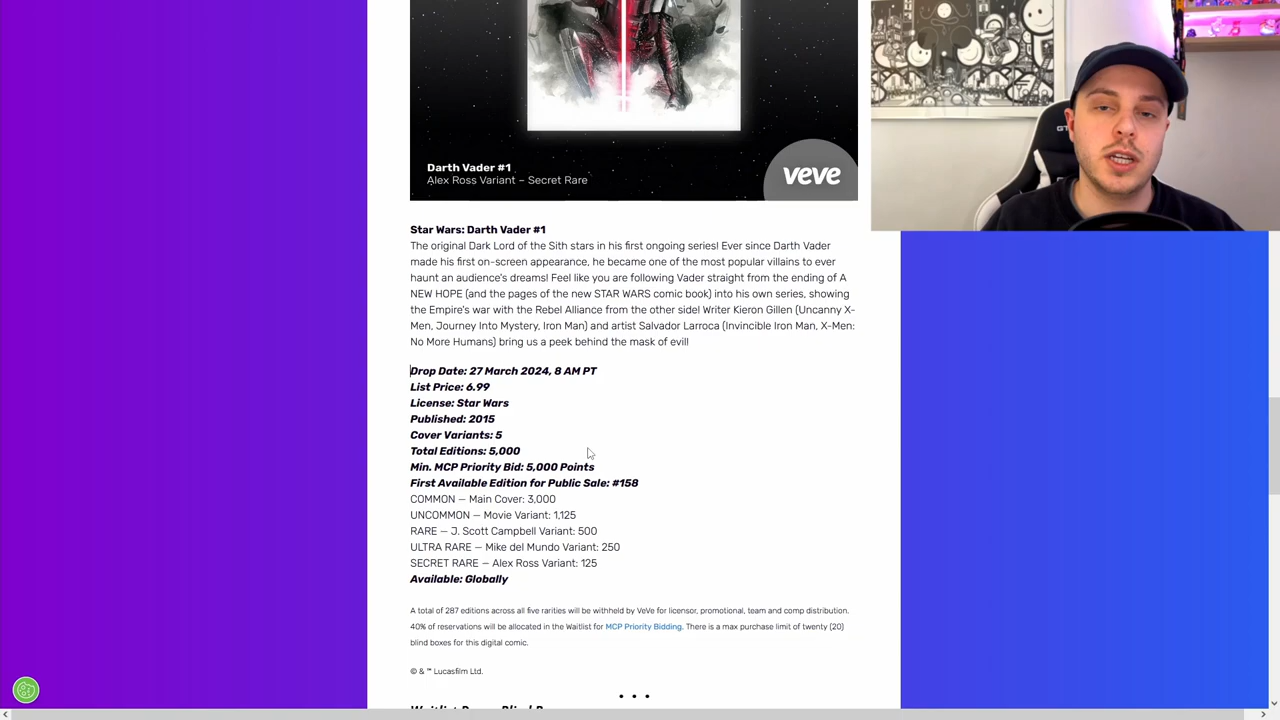 Darth Vader #1
Alex Ross Variant – Secret Rare
veve
GT
Star Wars: Darth Vader #1
The original Dark Lord of the Sith stars in his first ongoing series! Ever since Darth Vader
made his first on-screen appearance, he became one of the most popular villains to ever
haunt an audience's dreams! Feel like you are following Vader straight from the ending of A
NEW HOPE (and the pages of the new STAR WARS comic book) into his own series, showing
the Empire's war with the Rebel Alliance from the other side! Writer Kieron Gillen (Uncanny X-
Men, Journey Into Mystery, Iron Man) and artist Salvador Larroca (Invincible Iron Man, X-Men:
No More Humans) bring us a peek behind the mask of evil!
Drop Date: 27 March 2024, 8 AM PT
List Price: 6.99
License: Star Wars
Published: 2015
Cover Variants: 5
Total Editions: 5,000
Min. MCP Priority Bid: 5,000 Points
First Available Edition for Public Sale: #158
COMMON — Main Cover: 3,000
UNCOMMON — Movie Variant: 1,125
RARE — J. Scott Campbell Variant: 500
ULTRA RARE — Mike del Mundo Variant: 250
SECRET RARE — Alex Ross Variant: 125
Available: Globally
A total of 287 editions across all five rarities will be withheld by VeVe for licensor, promotional, team and comp distribution.
40% of reservations will be allocated in the Waitlist for MCP Priority Bidding. There is a max purchase limit of twenty (20)
blind boxes for this digital comic.
© & ™ Lucasfilm Ltd.
• • •